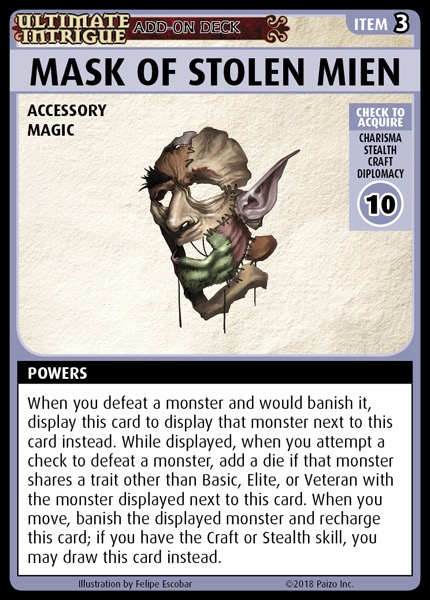 ULTIMATE INTRIGUE ADD-ON DECK
ITEM 3
MASK OF STOLEN MIEN
ACCESSORY
MAGIC
CHECK TO
ACQUIRE
CHARISMA
STEALTH
CRAFT
DIPLOMACY
10
POWERS
When you defeat a monster and would banish it,
display this card to display that monster next to this
card instead. While displayed, when you attempt a
check to defeat a monster, add a die if that monster
shares a trait other than Basic, Elite, or Veteran with
the monster displayed next to this card. When you
move, banish the displayed monster and recharge
this card; if you have the Craft or Stealth skill, you
may draw this card instead.
Illustration by Felipe Escobar
©2018 Paizo Inc.